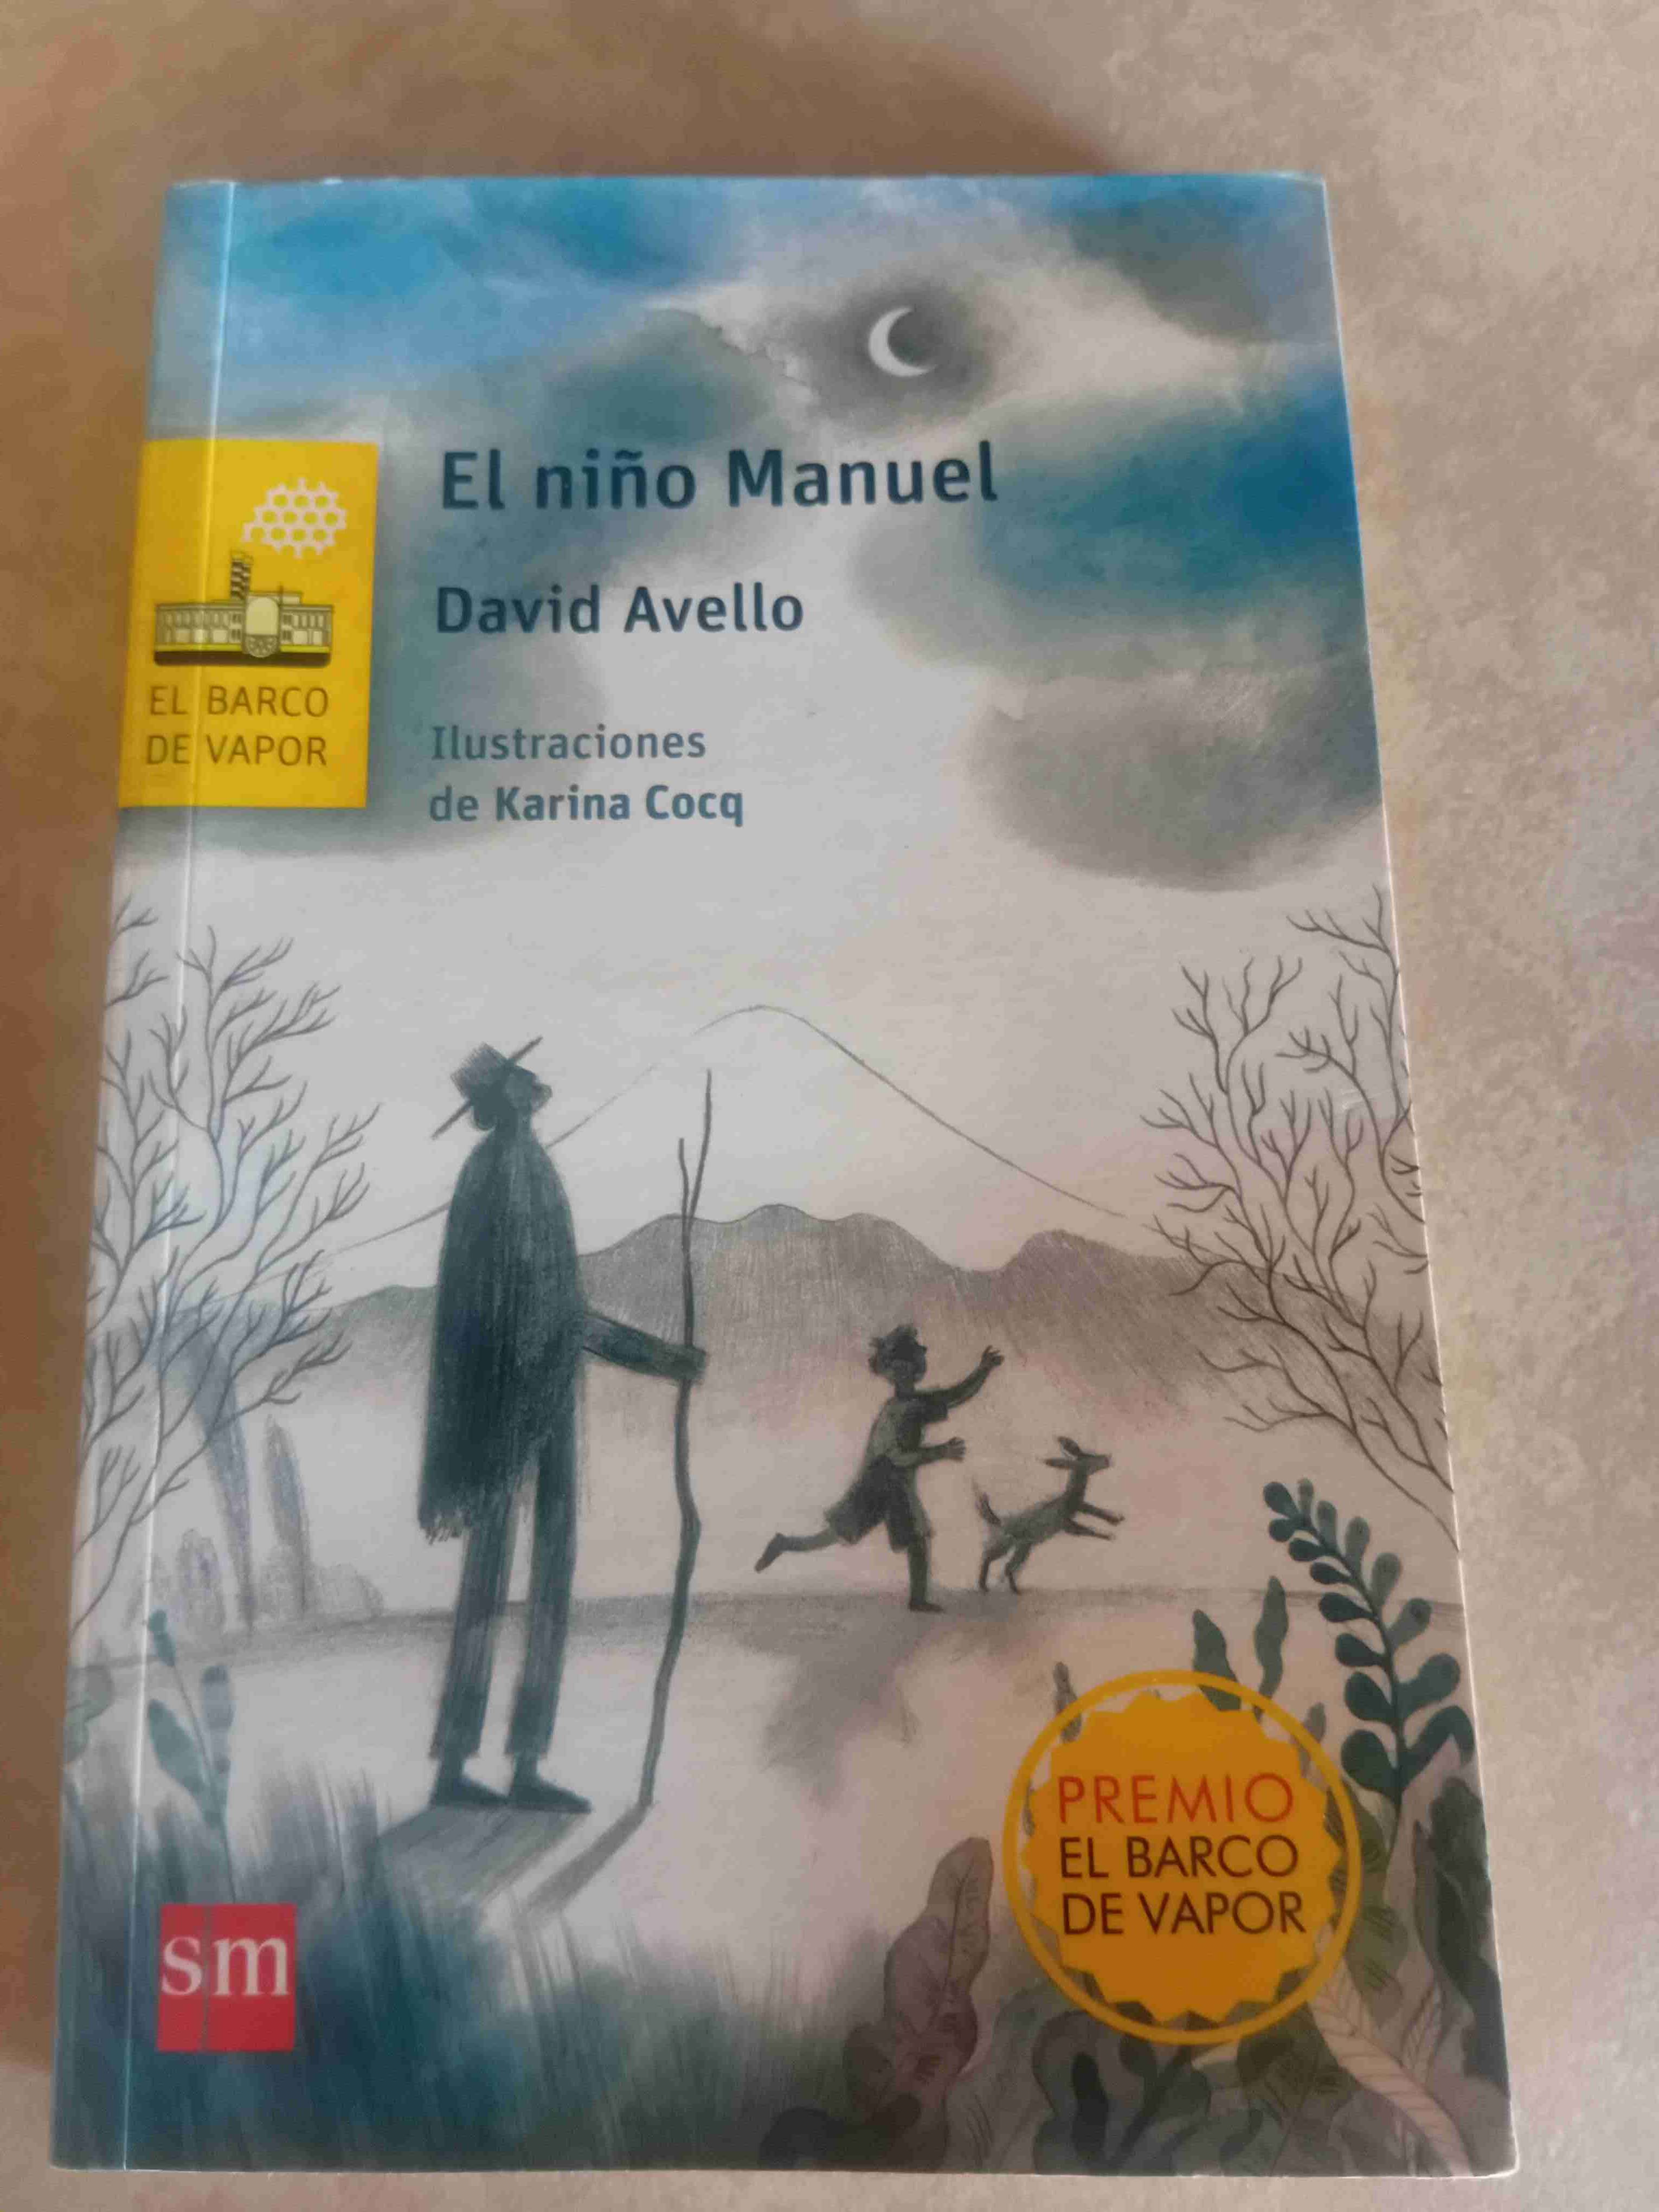 El niño Manuel
David Avello
Ilustraciones
de Karina Cocq
EL BARCO
DE VAPOR
PREMIO
EL BARCO
DE VAPOR
sm